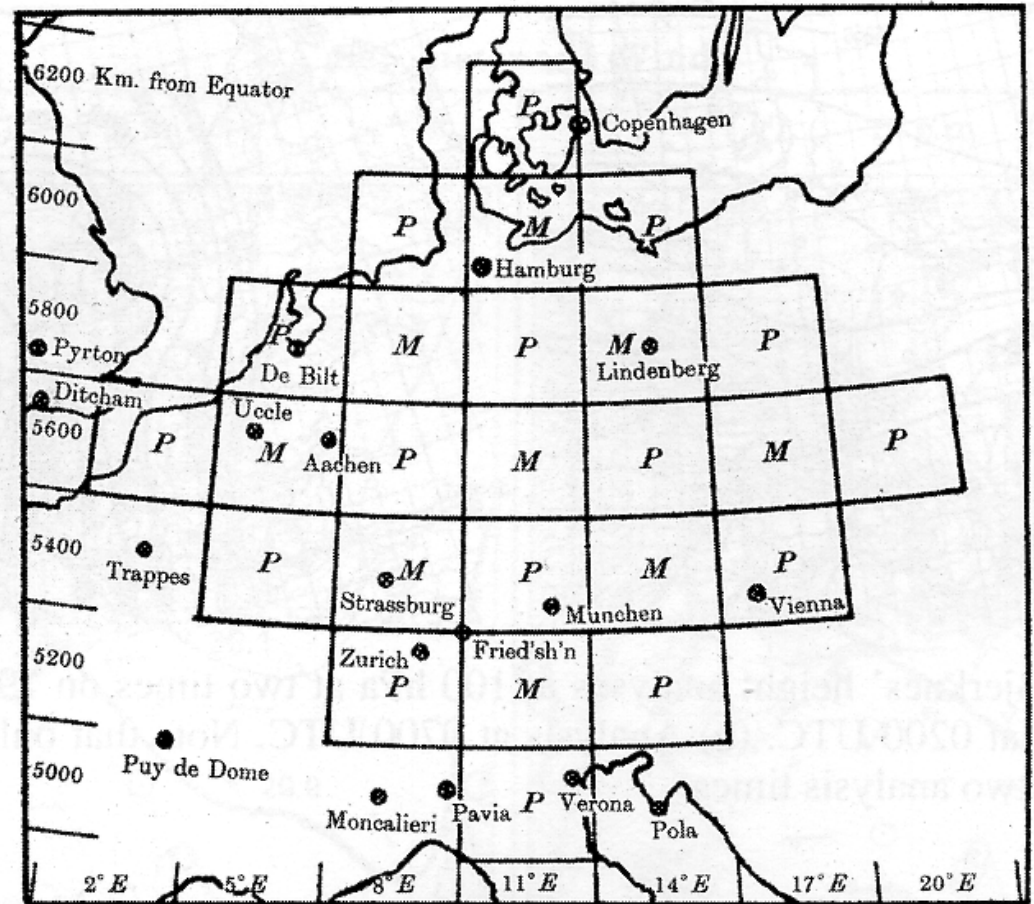 6200 Km. from Equator
P
Copenhagen
6000
P M P
Hamburg
5800
Pyrton
P M P M P
De Bilt
Lindenberg
Ditcham
Uccle
5600
P M P M P M P
Aachen
5400
P M P M P
Trappes
Strassburg
Munchen
Vienna
Zurich
Fried'sh'n
5200
P M P
Puy de Dome
5000
P
Moncalieri
Pavia
Verona
Pola
2°E 5°E 8°E 11°E 14°E 17°E 20°E